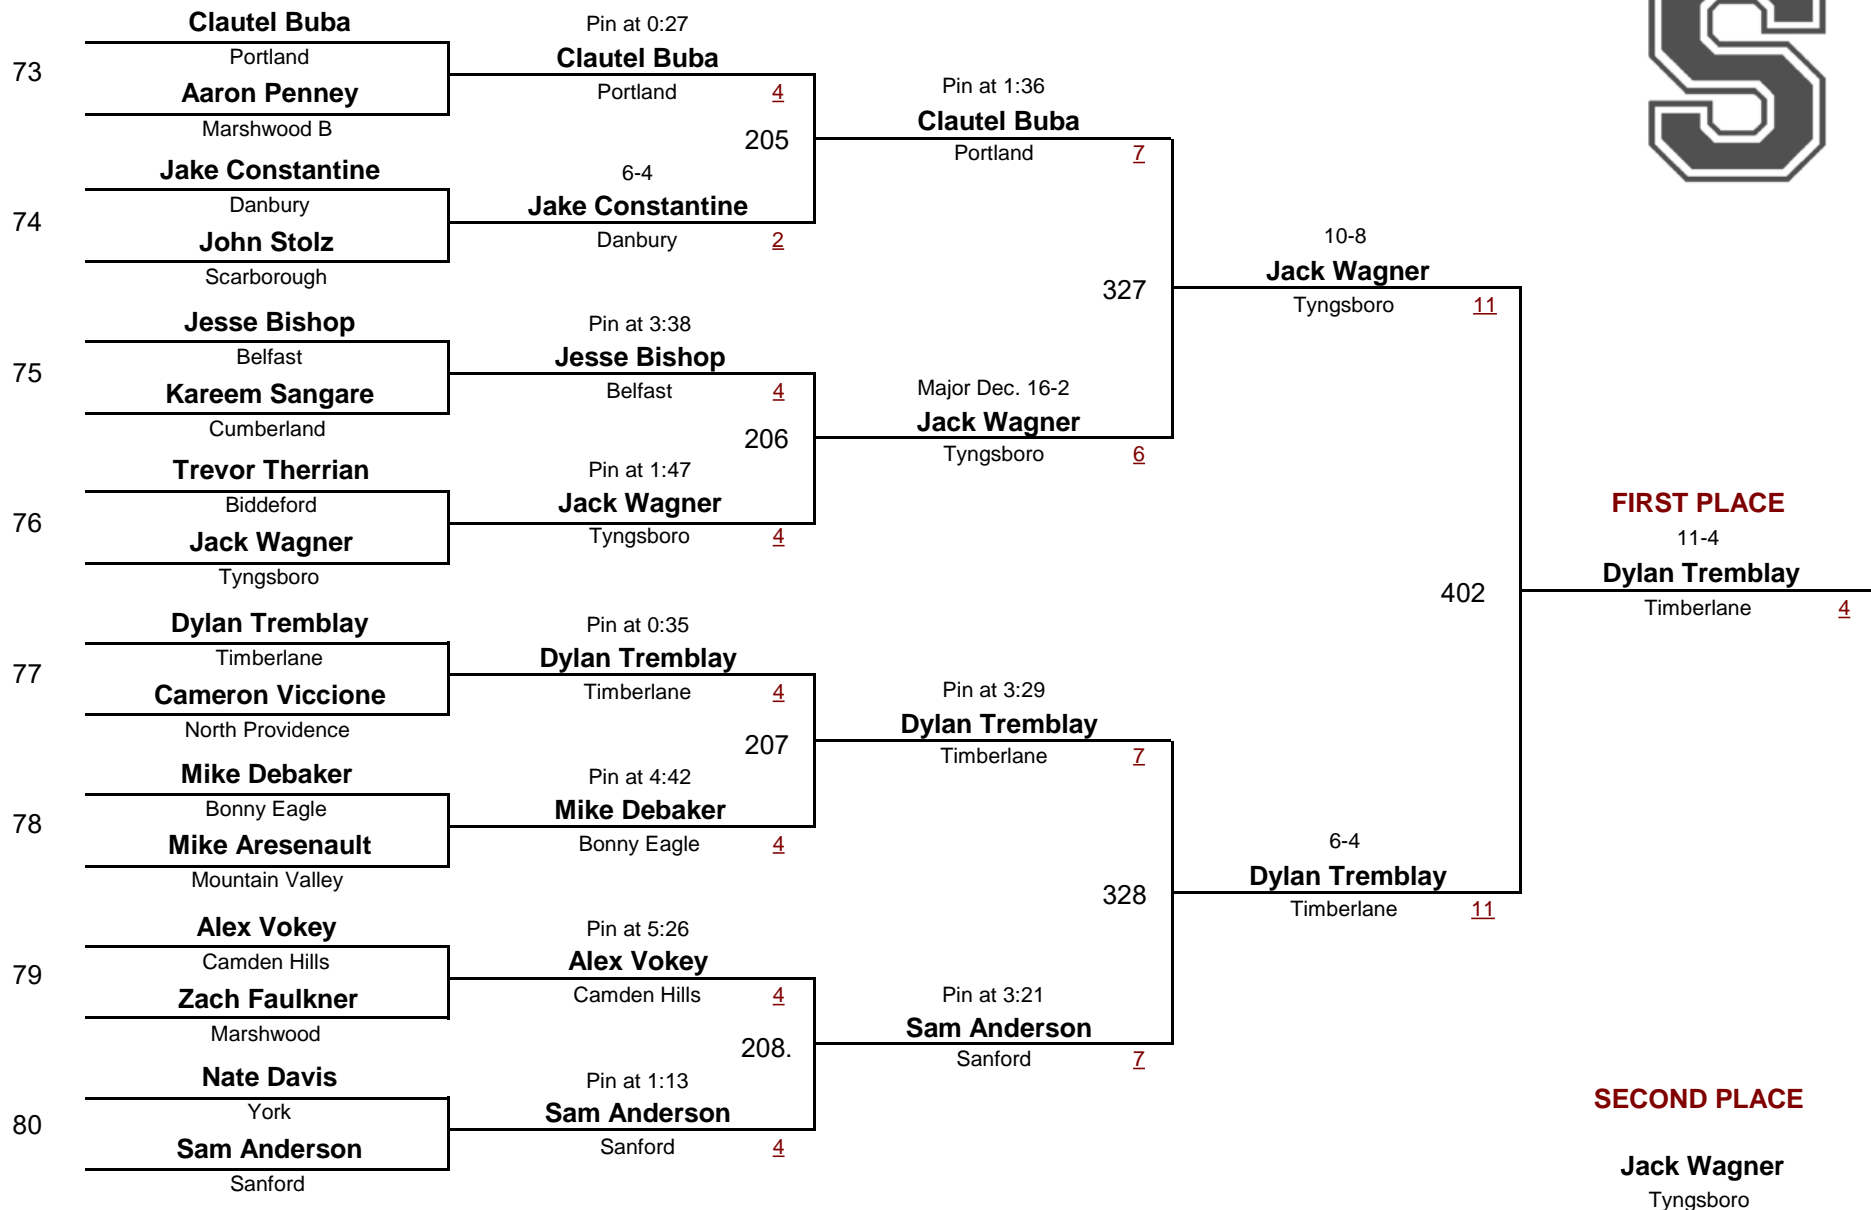 Clautel Buba
Portland
73
Aaron Penney
Marshwood B
Jake Constantine
Danbury
74
John Stolz
Scarborough
Jesse Bishop
Belfast
75
Kareem Sangare
Cumberland
Trevor Therrian
Biddeford
76
Jack Wagner
Tyngsboro
Dylan Tremblay
Timberlane
77
Cameron Viccione
North Providence
Mike Debaker
Bonny Eagle
78
Mike Aresenault
Mountain Valley
Alex Vokey
Camden Hills
79
Zach Faulkner
Marshwood
Nate Davis
York
80
Sam Anderson
Sanford
Pin at 0:27
Clautel Buba
Portland 4
205
6-4
Jake Constantine
Danbury 2
Pin at 3:38
Jesse Bishop
Belfast 4
206
Pin at 1:47
Jack Wagner
Tyngsboro 4
Pin at 0:35
Dylan Tremblay
Timberlane 4
207
Pin at 4:42
Mike Debaker
Bonny Eagle 4
Pin at 5:26
Alex Vokey
Camden Hills 4
208.
Pin at 1:13
Sam Anderson
Sanford 4
Pin at 1:36
Clautel Buba
Portland 7
327
Major Dec. 16-2
Jack Wagner
Tyngsboro 6
Pin at 3:29
Dylan Tremblay
Timberlane 7
328
Pin at 3:21
Sam Anderson
Sanford 7
10-8
Jack Wagner
Tyngsboro 11
402
6-4
Dylan Tremblay
Timberlane 11
S
FIRST PLACE
11-4
Dylan Tremblay
Timberlane 4
SECOND PLACE
Jack Wagner
Tyngsboro